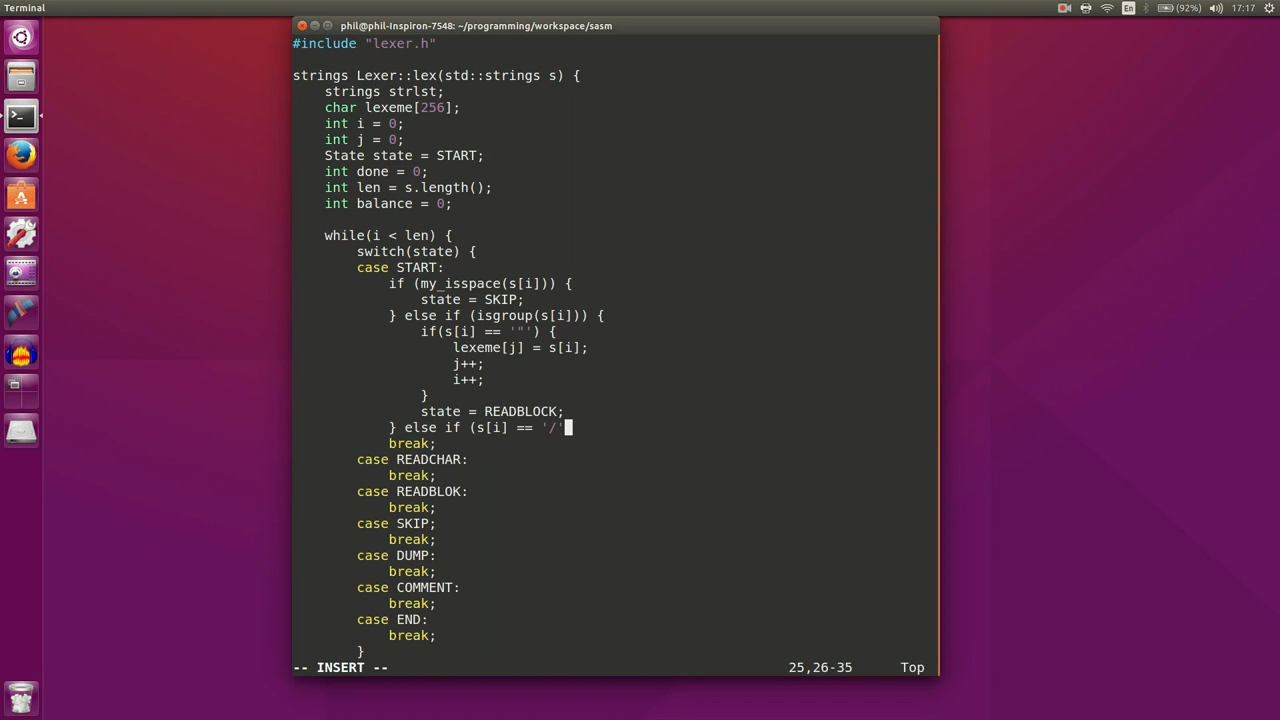 Terminal
En
(92%)
17:17
phil@phil-Inspiron-7548: ~/programming/workspace/sasm
#include "lexer.h"
strings Lexer::lex(std::strings s) {
    strings strlst;
    char lexeme[256];
    int i = 0;
    int j = 0;
    State state = START;
    int done = 0;
    int len = s.length();
    int balance = 0;
    while(i < len) {
        switch(state) {
        case START:
            if (my_isspace(s[i])) {
                state = SKIP;
            } else if (isgroup(s[i])) {
                if(s[i] == '"') {
                    lexeme[j] = s[i];
                    j++;
                    i++;
                }
                state = READBLOCK;
            } else if (s[i] == '/'
            break;
        case READCHAR:
            break;
        case READBLOK:
            break;
        case SKIP;
            break;
        case DUMP:
            break;
        case COMMENT:
            break;
        case END:
            break;
        }
-- INSERT --
25,26-35
Top